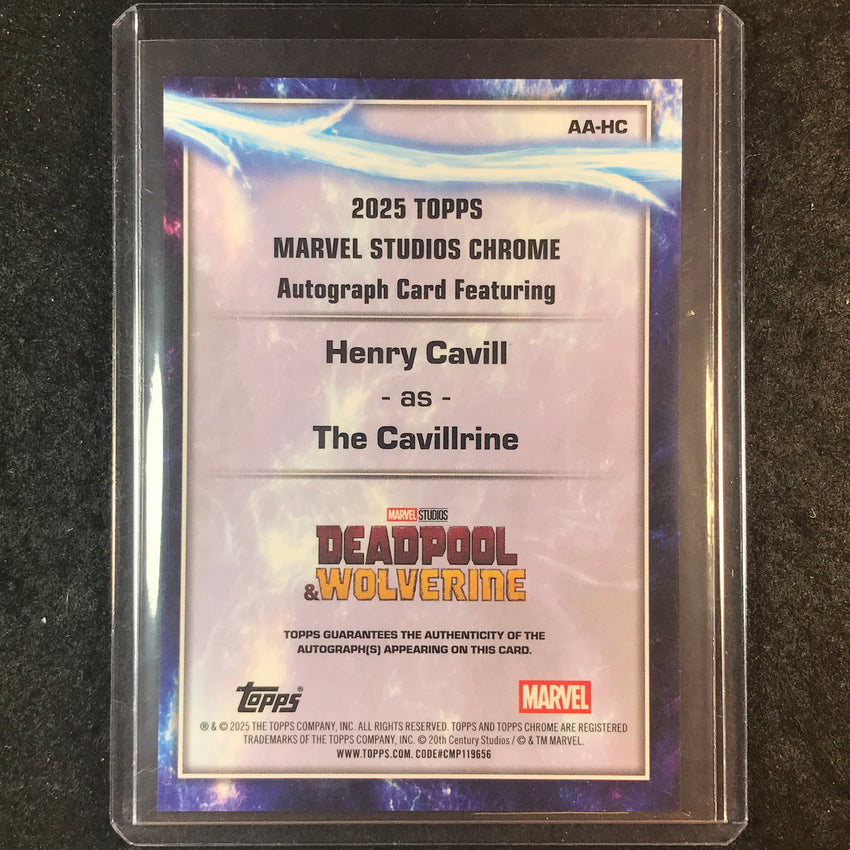 AA-HC
2025 TOPPS
MARVEL STUDIOS CHROME
Autograph Card Featuring
Henry Cavill
- as -
The Cavillrine
MARVEL STUDIOS
DEADPOOL
& WOLVERINE
TOPPS GUARANTEES THE AUTHENTICITY OF THE
AUTOGRAPH(S) APPEARING ON THIS CARD.
topps® MARVEL
® & © 2025 THE TOPPS COMPANY, INC. ALL RIGHTS RESERVED. TOPPS AND TOPPS CHROME ARE REGISTERED
TRADEMARKS OF THE TOPPS COMPANY, INC. © 20th Century Studios / © & TM MARVEL.
WWW.TOPPS.COM. CODE#CMP119656